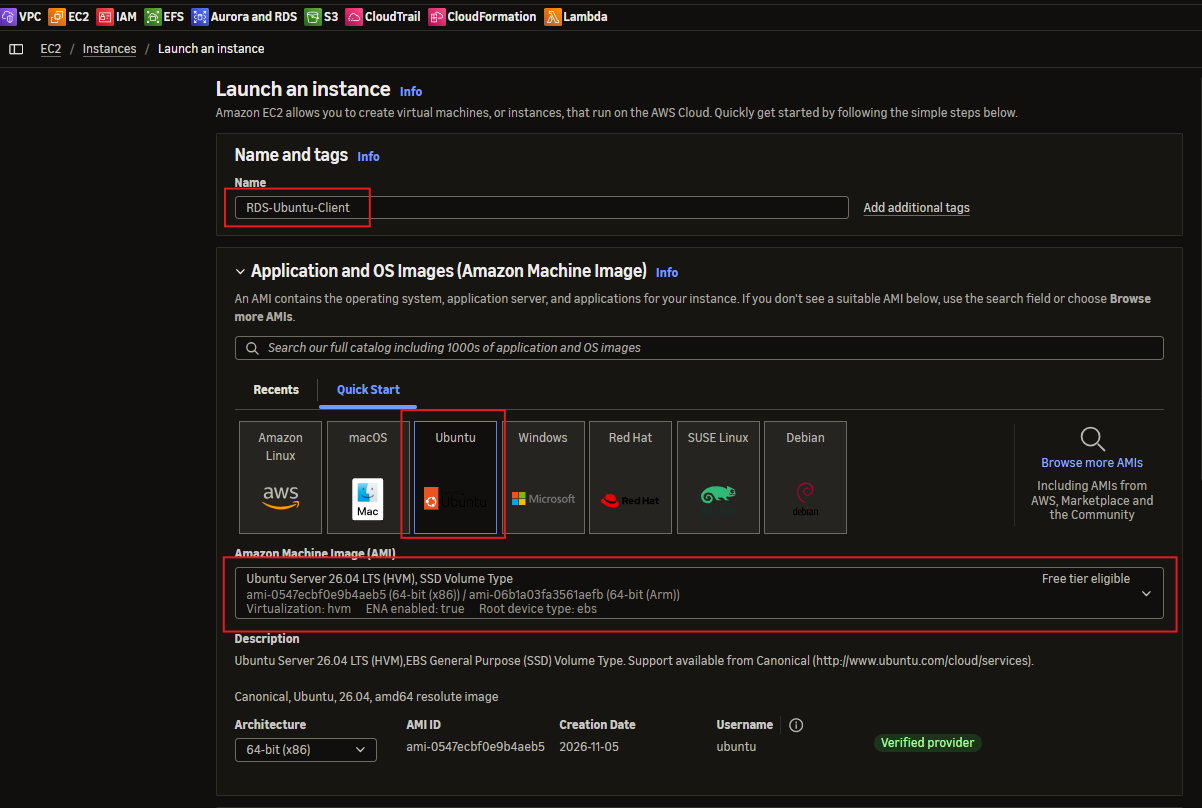 VPC EC2 IAM EFS Aurora and RDS S3 CloudTrail CloudFormation Lambda
EC2 / Instances / Launch an instance
Launch an instance Info
Amazon EC2 allows you to create virtual machines, or instances, that run on the AWS Cloud. Quickly get started by following the simple steps below.
Name and tags Info
Name
RDS-Ubuntu-Client
Add additional tags
Application and OS Images (Amazon Machine Image) Info
An AMI contains the operating system, application server, and applications for your instance. If you don't see a suitable AMI below, use the search field or choose Browse
more AMIs.
Search our full catalog including 1000s of application and OS images
Recents Quick Start
Amazon
Linux
aws
macOS
Mac
Ubuntu
Ubuntu
Windows
Microsoft
Red Hat
Red Hat
SUSE Linux
Debian
debian
Browse more AMIs
Including AMIs from
AWS, Marketplace and
the Community
Amazon Machine Image (AMI)
Ubuntu Server 26.04 LTS (HVM), SSD Volume Type
Free tier eligible
ami-0547ecbf0e9b4aeb5 (64-bit (x86)) / ami-06b1a03fa3561aefb (64-bit (Arm))
Virtualization: hvm ENA enabled: true Root device type: ebs
Description
Ubuntu Server 26.04 LTS (HVM),EBS General Purpose (SSD) Volume Type. Support available from Canonical (http://www.ubuntu.com/cloud/services).
Canonical, Ubuntu, 26.04, amd64 resolute image
Architecture AMI ID Creation Date Username
64-bit (x86) ami-0547ecbf0e9b4aeb5 2026-11-05 ubuntu
Verified provider